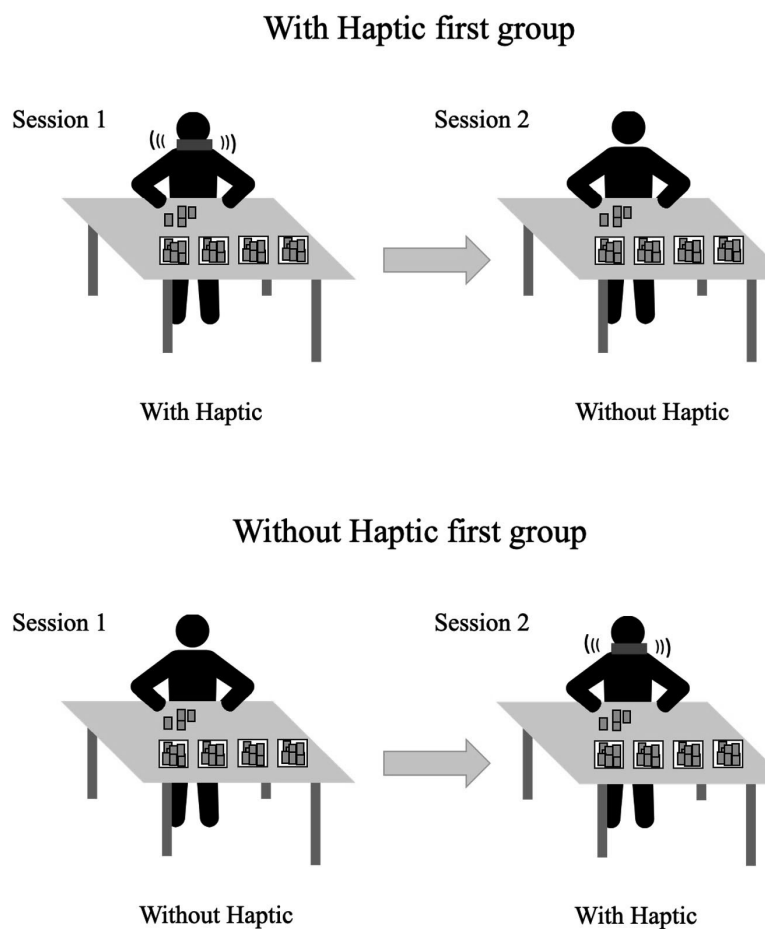 With Haptic first group
Session 1
Session 2
With Haptic
Without Haptic
Without Haptic first group
Session 1
Session 2
Without Haptic
With Haptic